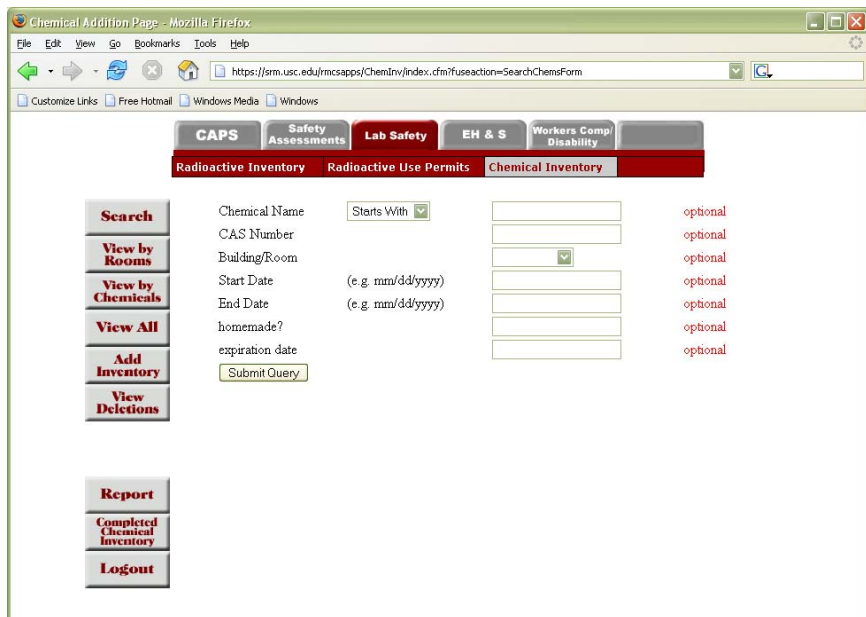 Chemical Addition Page - Mozilla Firefox
File Edit View Go Bookmarks Tools Help
https://srm.usc.edu/rmcsapps/ChemInv/index.cfm?fuseaction=SearchChemsForm
G
Customize Links Free Hotmail Windows Media Windows
CAPS Safety Assessments Lab Safety EH & S Workers Comp/ Disability
Radioactive Inventory Radioactive Use Permits Chemical Inventory
Search
View by
Rooms
View by
Chemicals
View All
Add
Inventory
View
Deletions
Report
Completed
Chemical
Inventory
Logout
Chemical Name Starts With optional
CAS Number optional
Building/Room optional
Start Date (e.g. mm/dd/yyyy) optional
End Date (e.g. mm/dd/yyyy) optional
homemade? optional
expiration date optional
Submit Query